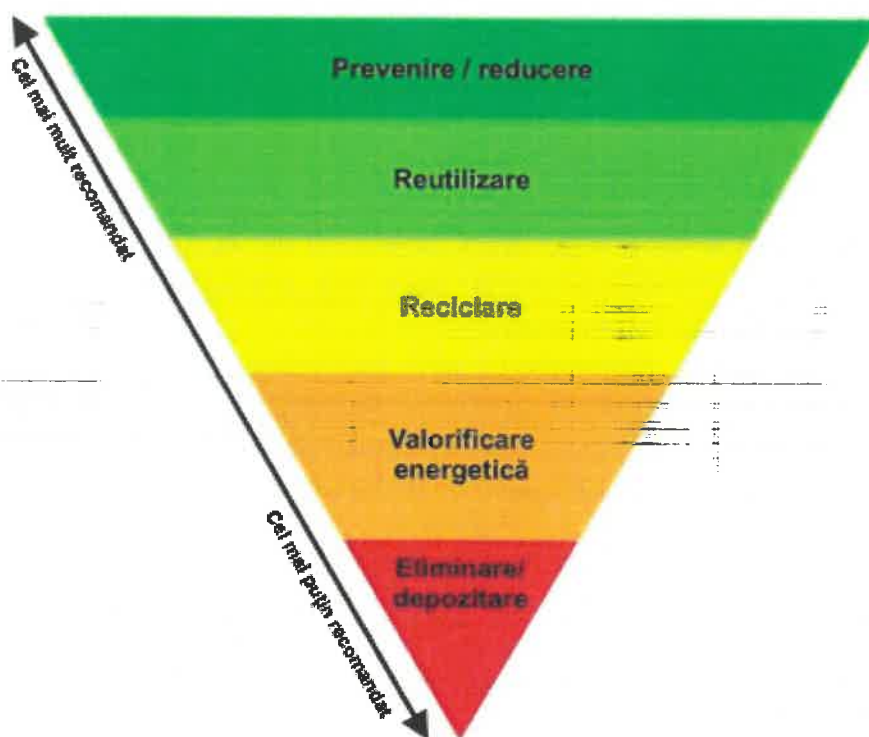 Prevenire / reducere
Cel mai mult recomandat
Reutilizare
Reciclare
Valorificare
energetică
Cel mai puțin recomandat
Eliminare/
depozitare